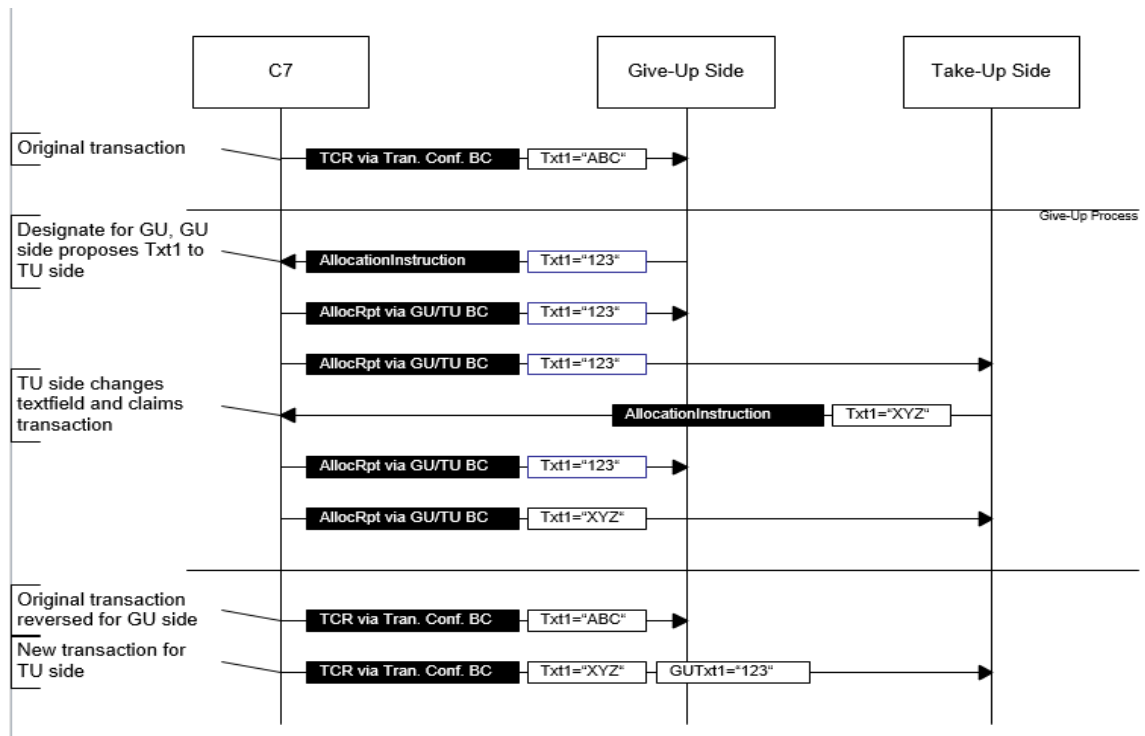 C7
Give-Up Side
Take-Up Side
Original transaction
TCR via Tran. Conf. BC
Txt1="ABC“
Give-Up Process
Designate for GU, GU
side proposes Txt1 to
TU side
AllocationInstruction
Txt1="123“
AllocRpt via GU/TU BC
Txt1=“123“
AllocRpt via GU/TU BC
Txt1=“123“
TU side changes
textfield and claims
transaction
AllocationInstruction
Txt1=“XYZ“
AllocRpt via GU/TU BC
Txt1=“123“
AllocRpt via GU/TU BC
Txt1=“XYZ“
Original transaction
reversed for GU side
TCR via Tran. Conf. BC
Txt1=“ABC“
New transaction for
TU side
TCR via Tran. Conf. BC
Txt1=“XYZ“
GUTxt1=“123“